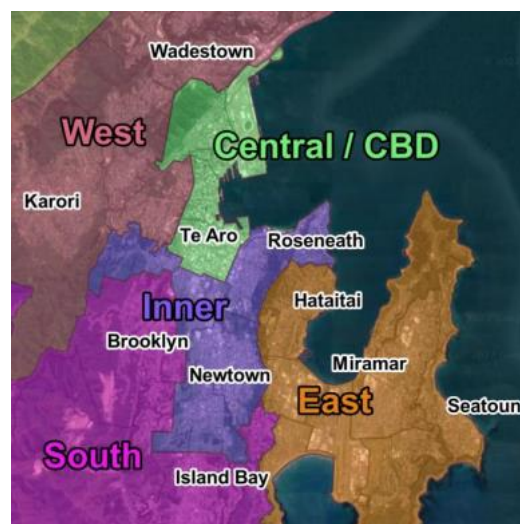 Wadestown
West
Central / CBD
Karori
Te Aro
Roseneath
Inner
Hataitai
Brooklyn
Miramar
Newtown
East
Seatoun
South
Island Bay